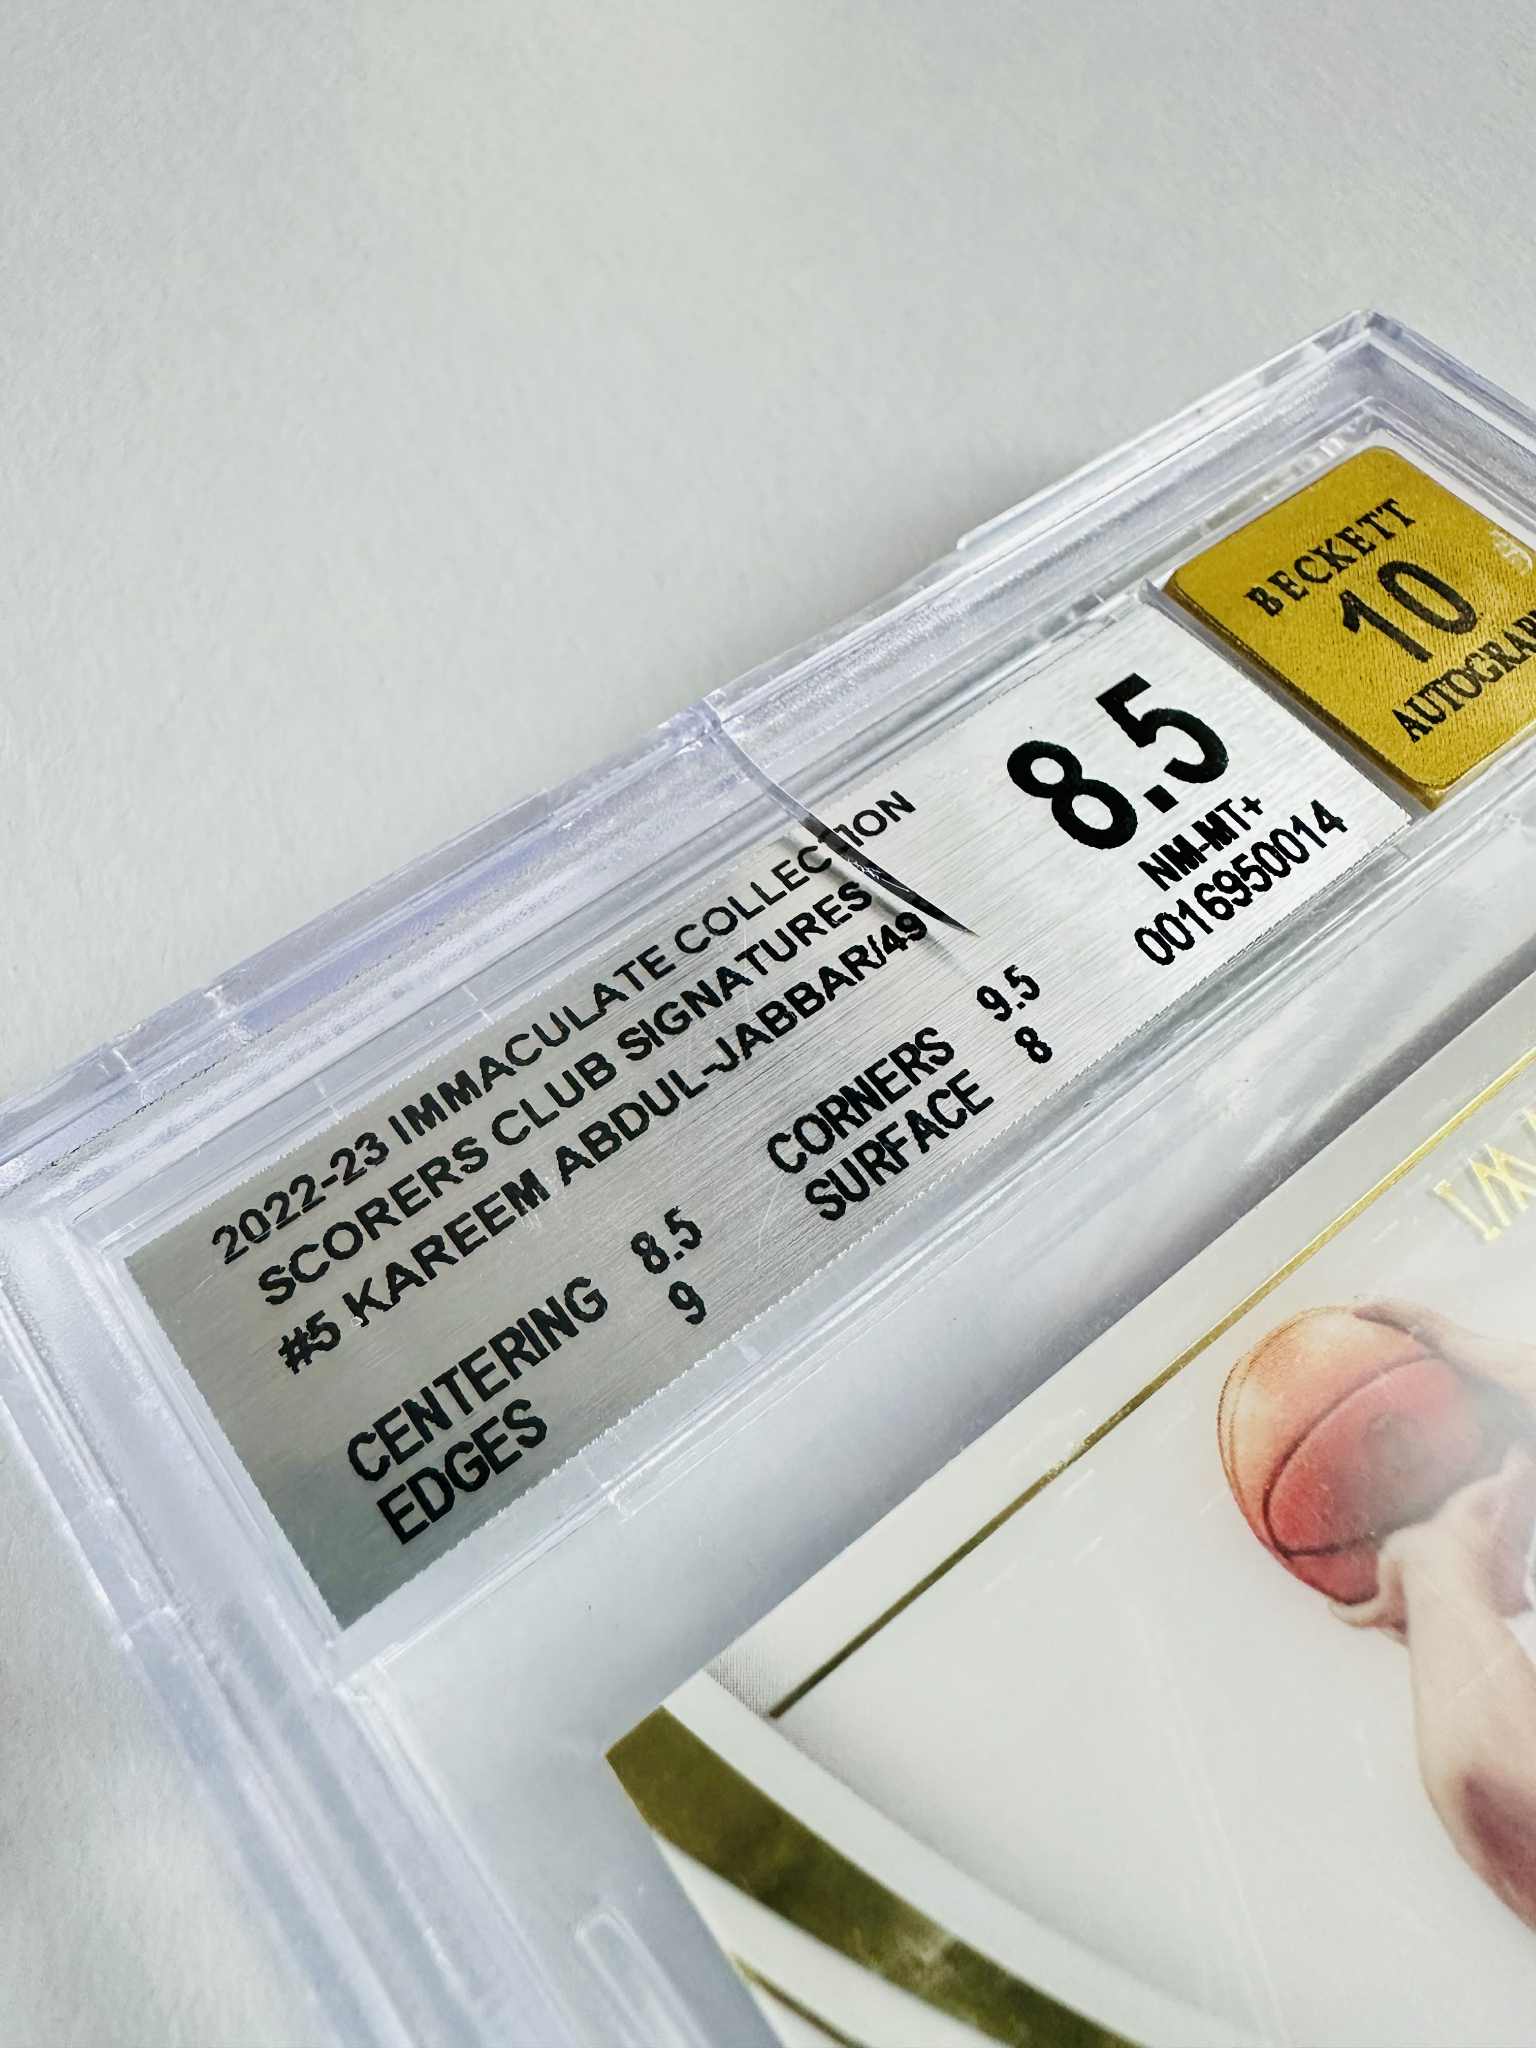 2022-23 IMMACULATE COLLECTION
SCORERS CLUB SIGNATURES
#5 KAREEM ABDUL-JABBAR/49
CENTERING 8.5 CORNERS 9.5
EDGES 9 SURFACE 8
8.5
NM-MT+
0016950014
BECKETT
10
AUTOGRAPH